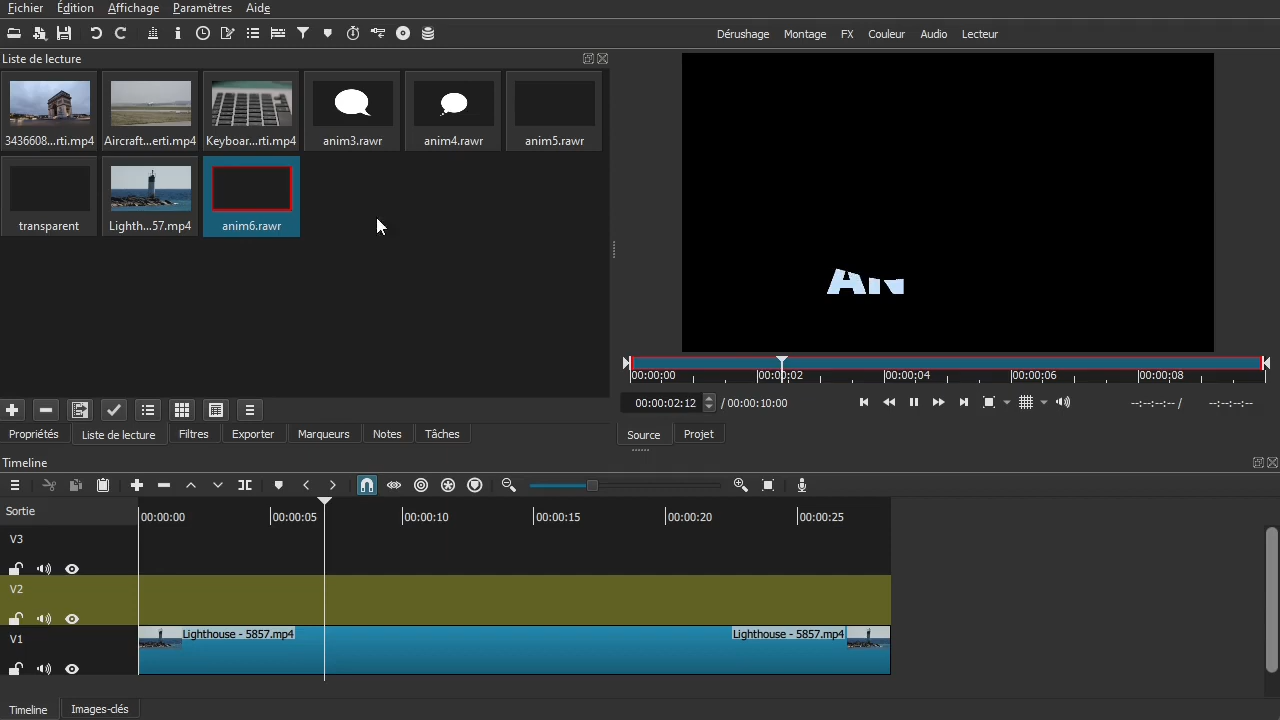 Fichier Édition Affichage Paramètres Aide
Dérushage Montage FX Couleur Audio Lecteur
Liste de lecture
3436608...rti.mp4 Aircraft...erti.mp4 Keyboar...rti.mp4 anim3.rawr anim4.rawr anim5.rawr
transparent Lighth...57.mp4 anim6.rawr
00:00:00 00:00:02 00:00:04 00:00:06 00:00:08
00:00:02:12 / 00:00:10:00 --:--:--:-- / --:--:--:--
Propriétés Liste de lecture Filtres Exporter Marqueurs Notes Tâches
Source Projet
Timeline
Sortie
00:00:00 00:00:05 00:00:10 00:00:15 00:00:20 00:00:25
V3
V2
V1
Lighthouse - 5857.mp4 Lighthouse - 5857.mp4
Timeline Images-clés